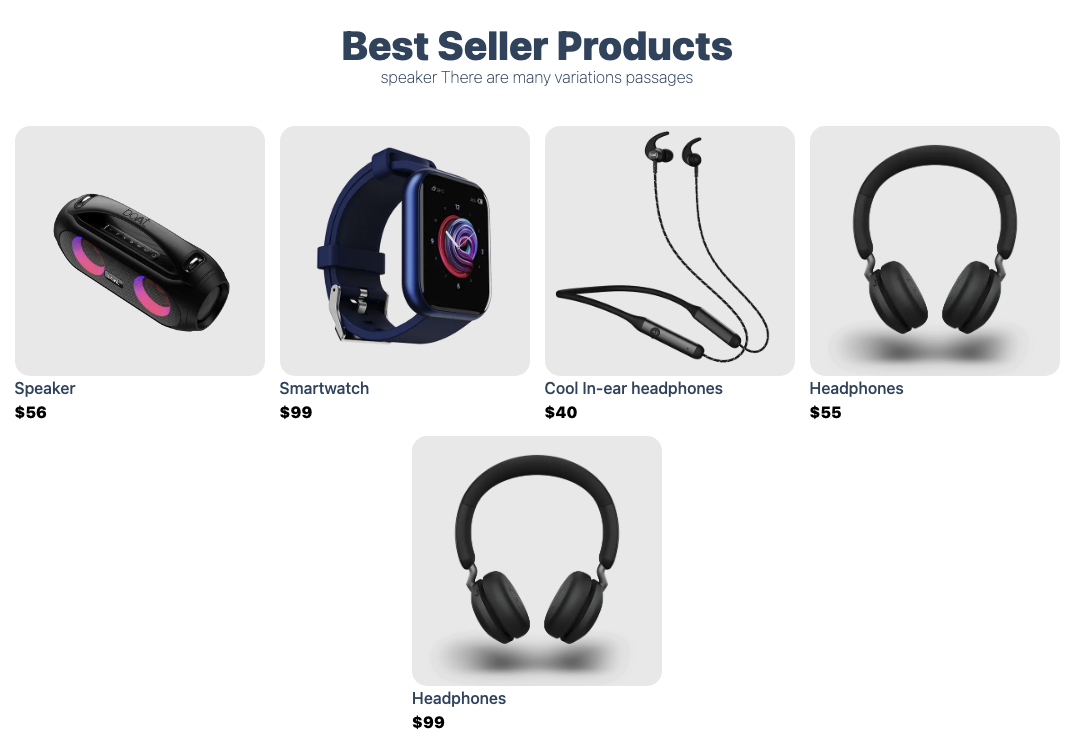 Best Seller Products
speaker There are many variations passages
Speaker
$56
Smartwatch
$99
Cool In-ear headphones
$40
Headphones
$55
Headphones
$99